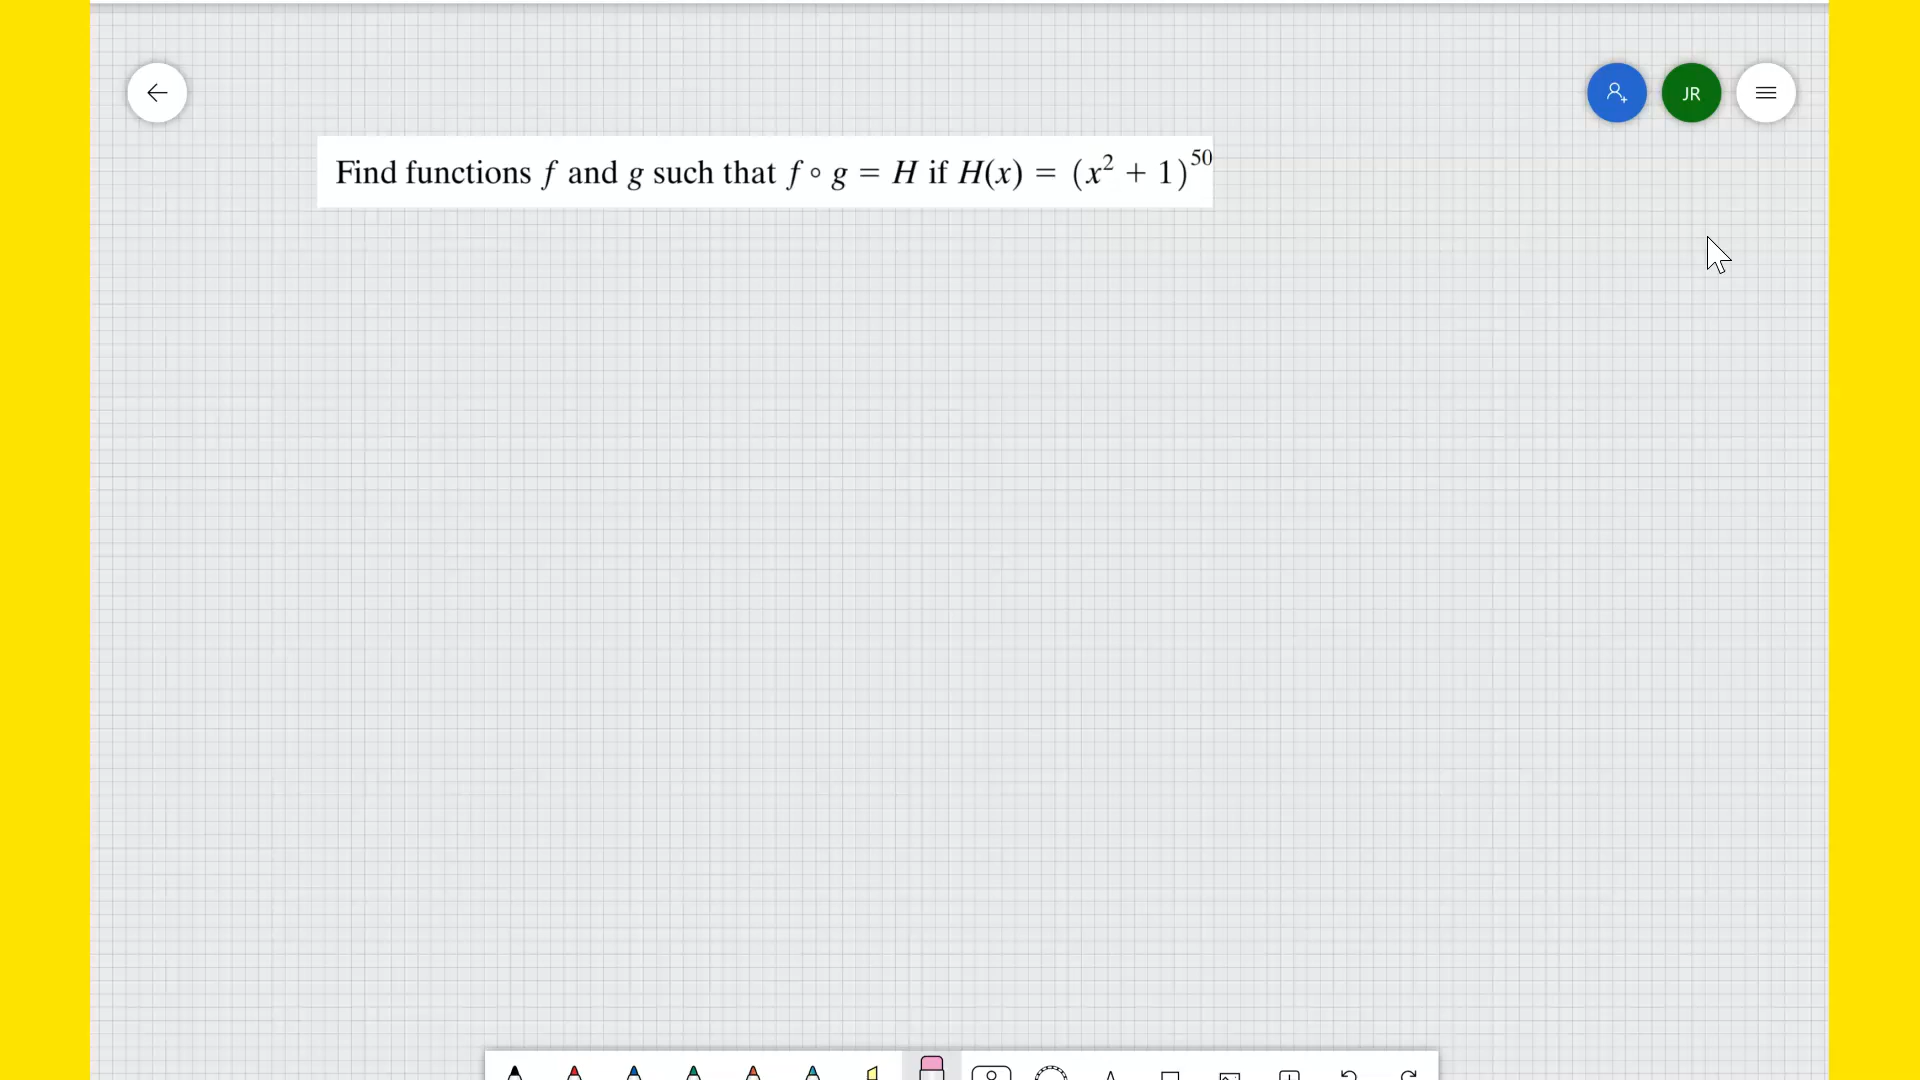 JR
Find functions f and g such that f ∘ g = H if H(x) = (x² + 1)⁵⁰